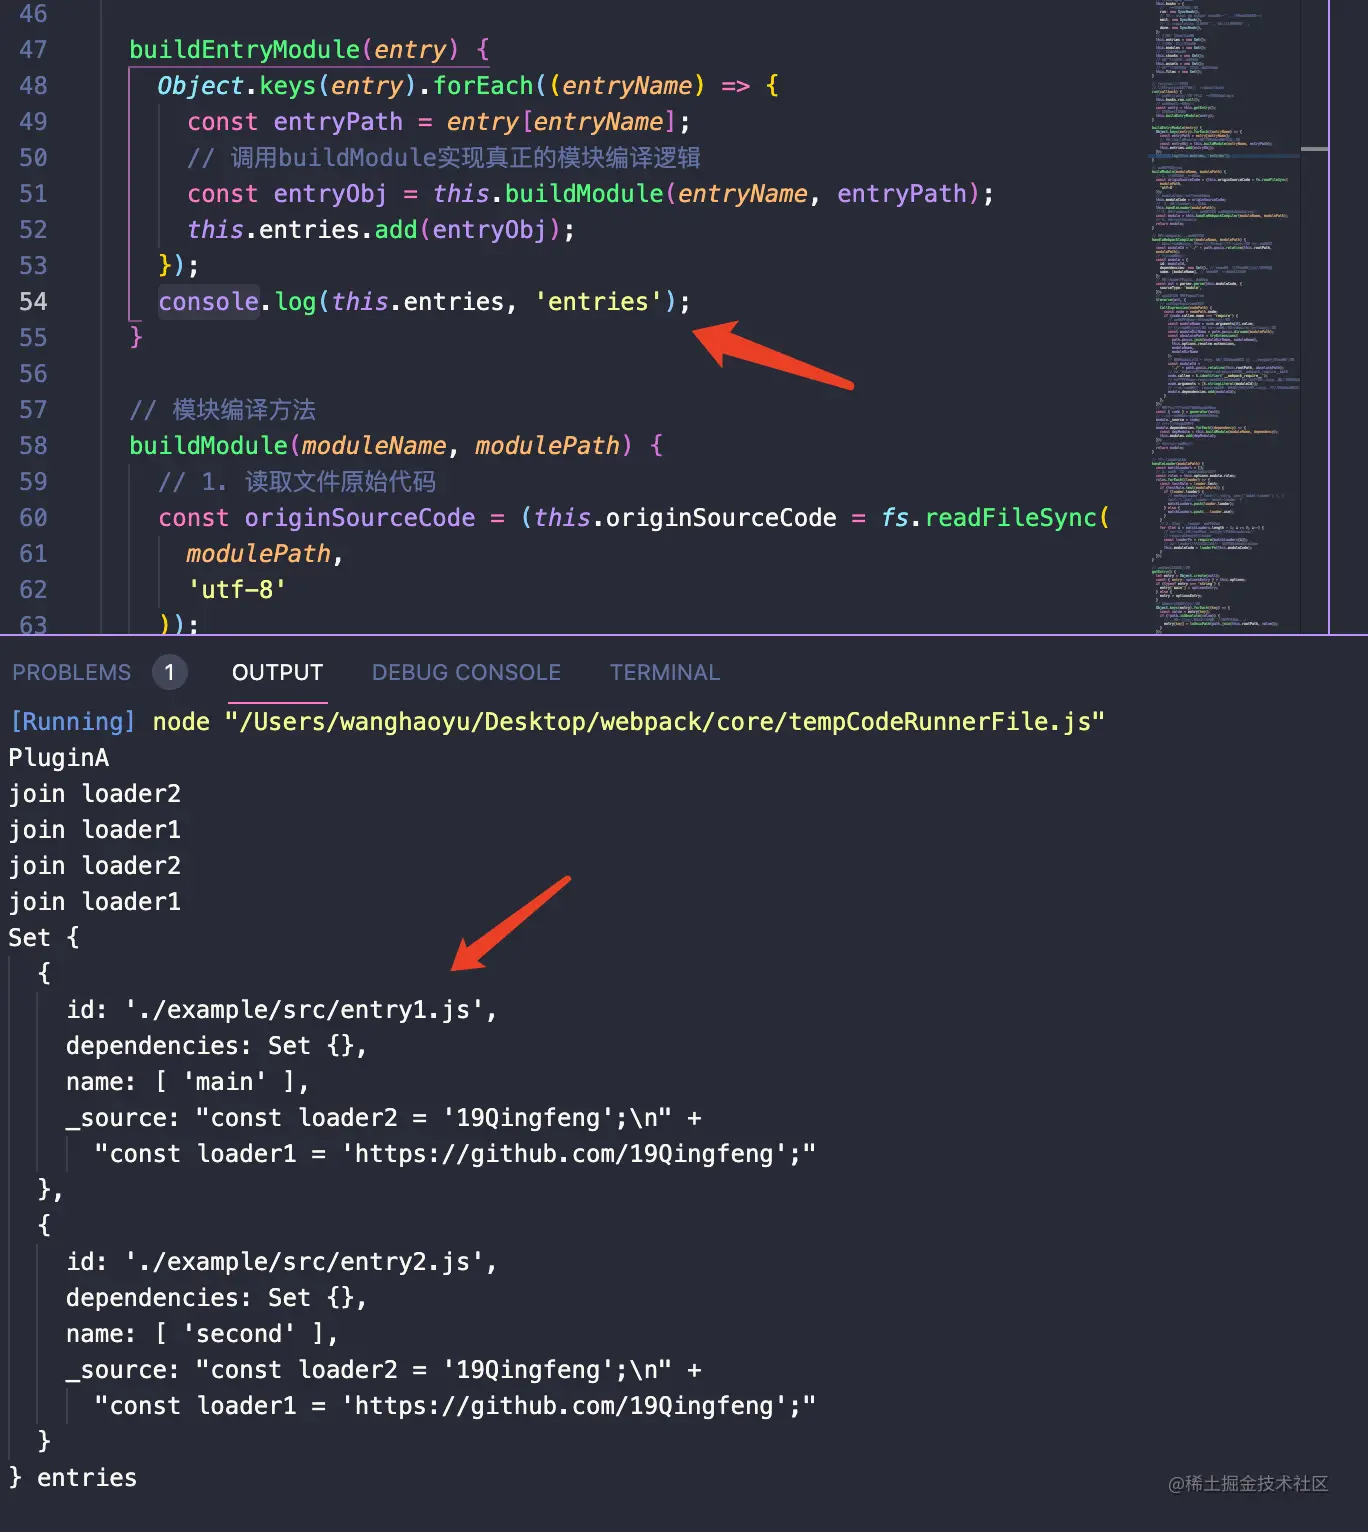 46
47 buildEntryModule(entry) {
48 Object.keys(entry).forEach((entryName) => {
49 const entryPath = entry[entryName];
50 // 调用buildModule实现真正的模块编译逻辑
51 const entryObj = this.buildModule(entryName, entryPath);
52 this.entries.add(entryObj);
53 });
54 console.log(this.entries, 'entries');
55 }
56
57 // 模块编译方法
58 buildModule(moduleName, modulePath) {
59 // 1. 读取文件原始代码
60 const originSourceCode = (this.originSourceCode = fs.readFileSync(
61 modulePath,
62 'utf-8'
63 ));
PROBLEMS 1 OUTPUT DEBUG CONSOLE TERMINAL
[Running] node "/Users/wanghaoyu/Desktop/webpack/core/tempCodeRunnerFile.js"
PluginA
join loader2
join loader1
join loader2
join loader1
Set {
{
id: './example/src/entry1.js',
dependencies: Set {},
name: [ 'main' ],
_source: "const loader2 = '19Qingfeng';\n" +
"const loader1 = 'https://github.com/19Qingfeng';"
},
{
id: './example/src/entry2.js',
dependencies: Set {},
name: [ 'second' ],
_source: "const loader2 = '19Qingfeng';\n" +
"const loader1 = 'https://github.com/19Qingfeng';"
}
} entries
@稀土掘金技术社区